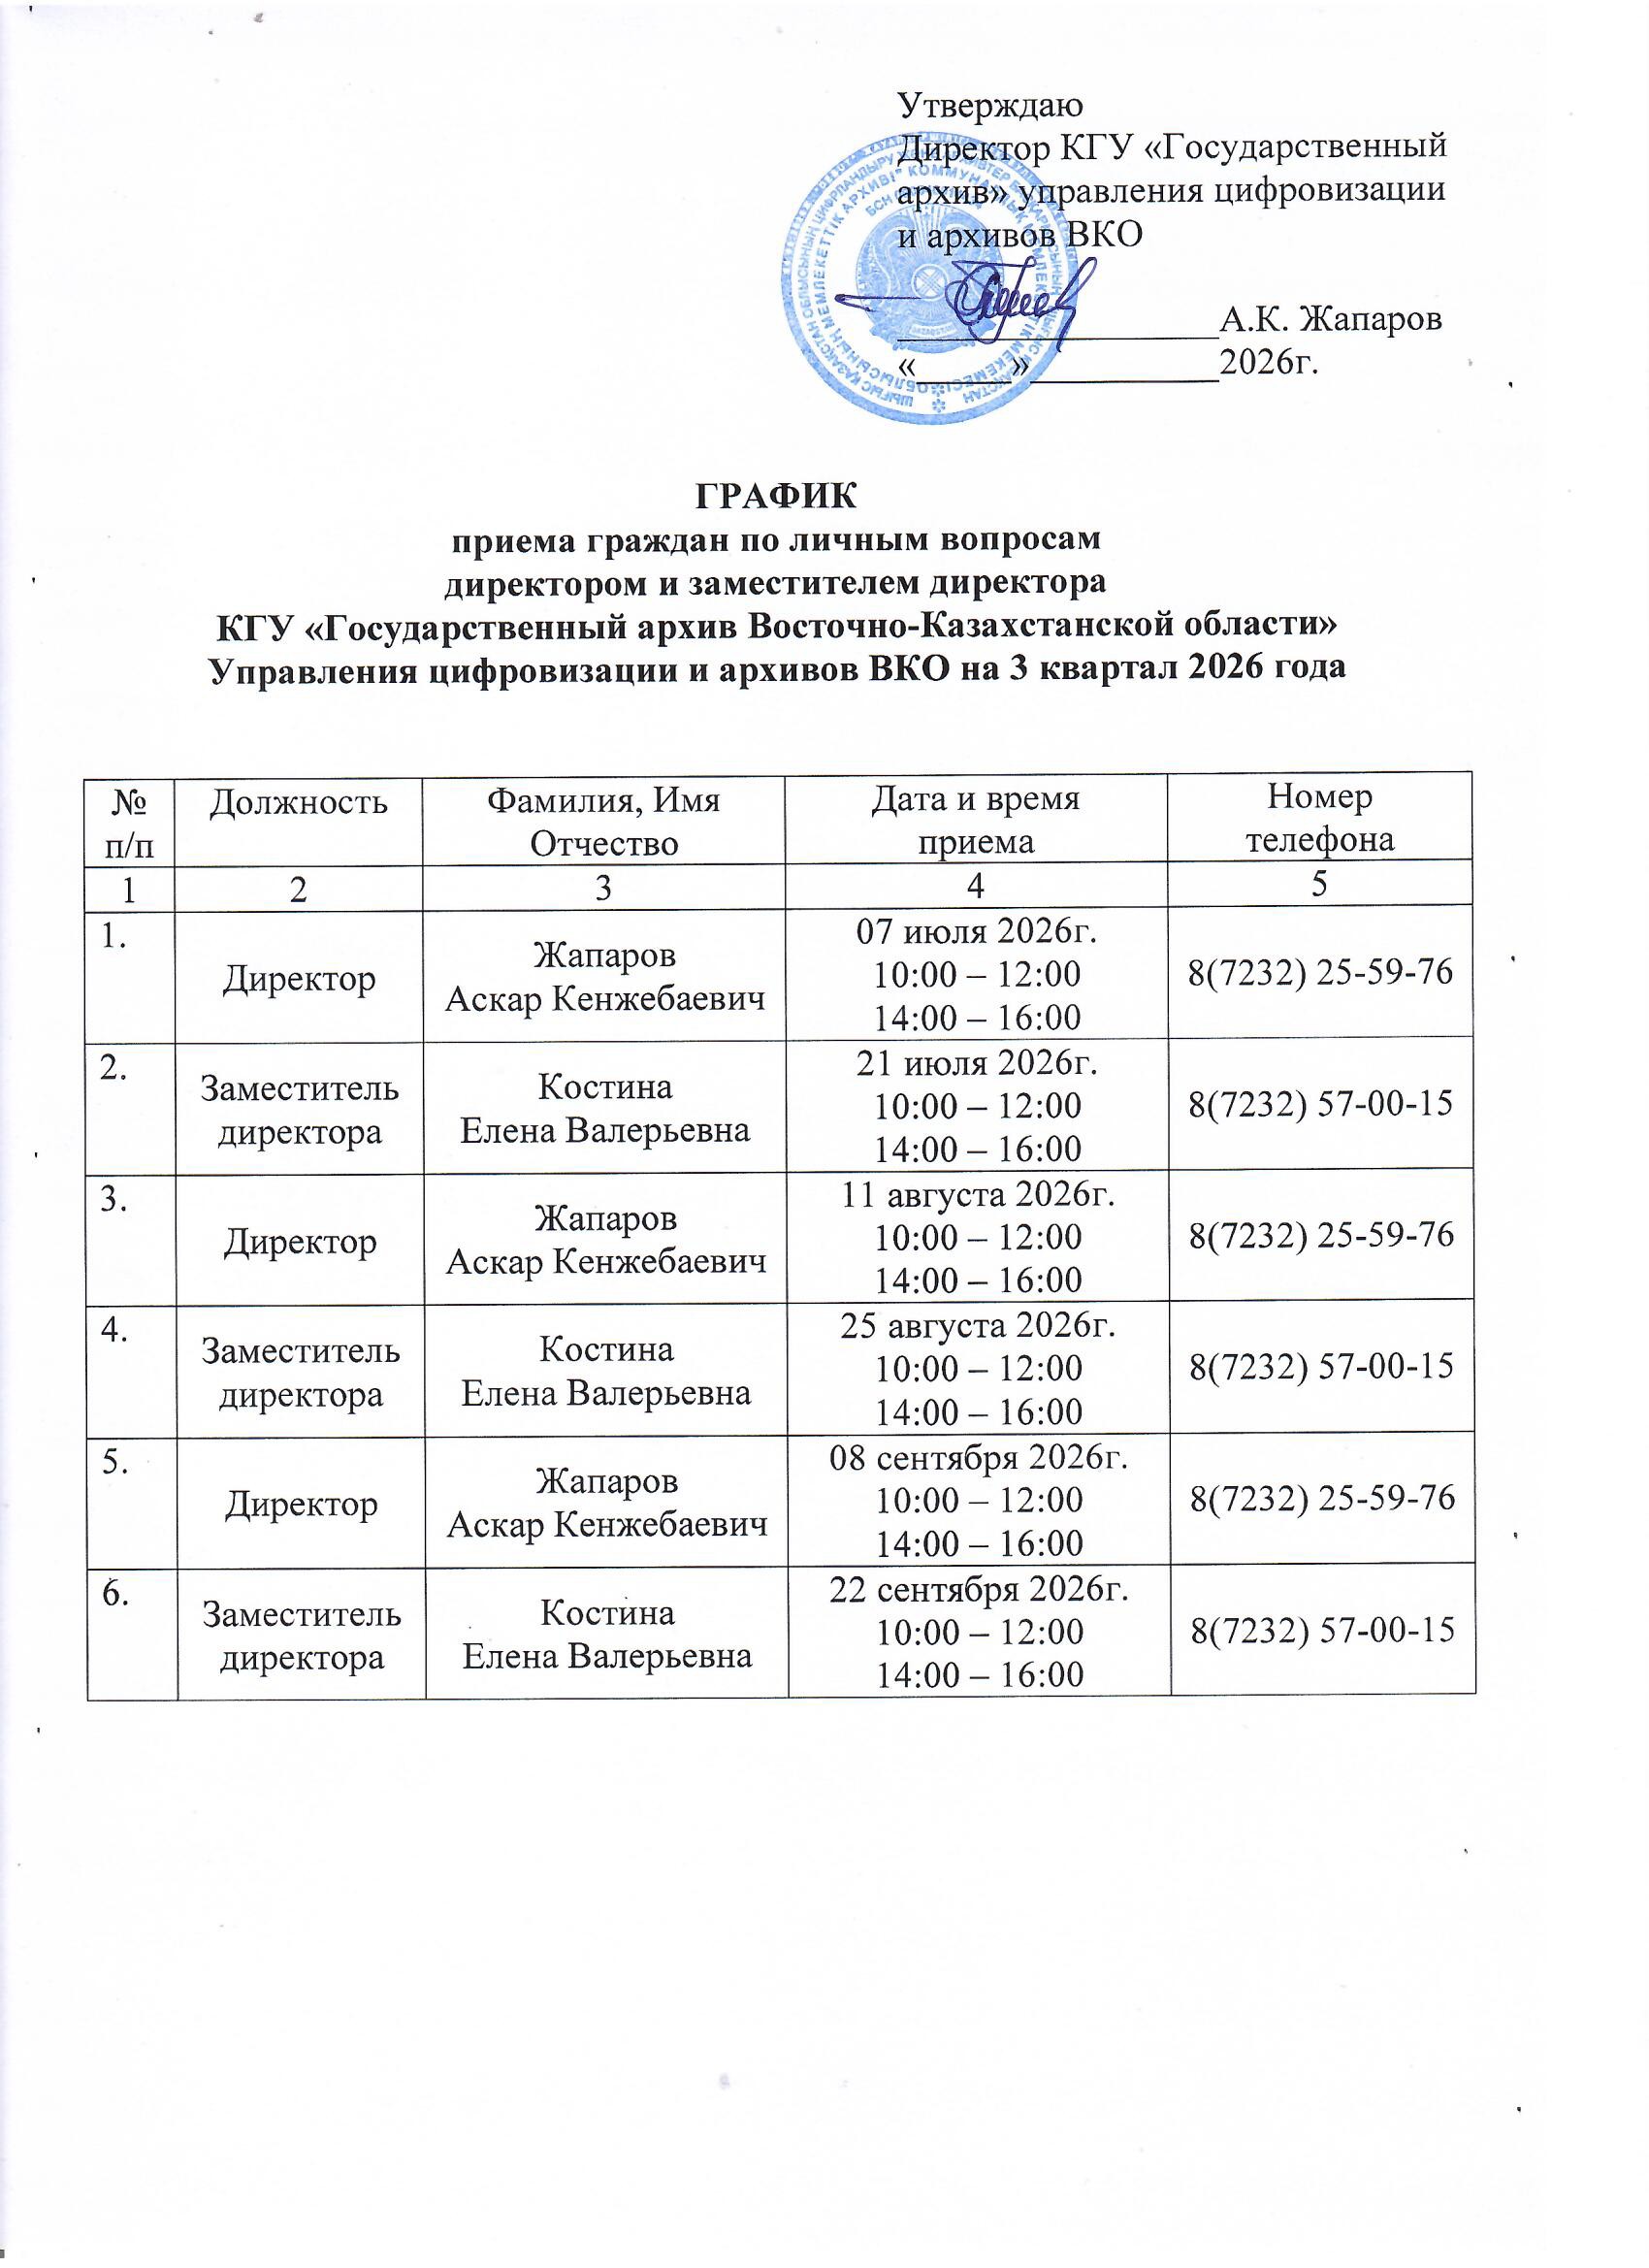 Утверждаю
Директор КГУ «Государственный
архив» управления цифровизации
и архивов ВКО
А.К. Жапаров
«_____»__________2026г.
ГРАФИК
приема граждан по личным вопросам
директором и заместителем директора
КГУ «Государственный архив Восточно-Казахстанской области»
Управления цифровизации и архивов ВКО на 3 квартал 2026 года
№ п/п Должность Фамилия, Имя Отчество Дата и время приема Номер телефона
1 2 3 4 5
1.
Директор
Жапаров
Аскар Кенжебаевич
07 июля 2026г.
10:00 – 12:00
14:00 – 16:00
8(7232) 25-59-76
2.
Заместитель
директора
Костина
Елена Валерьевна
21 июля 2026г.
10:00 – 12:00
14:00 – 16:00
8(7232) 57-00-15
3.
Директор
Жапаров
Аскар Кенжебаевич
11 августа 2026г.
10:00 – 12:00
14:00 – 16:00
8(7232) 25-59-76
4.
Заместитель
директора
Костина
Елена Валерьевна
25 августа 2026г.
10:00 – 12:00
14:00 – 16:00
8(7232) 57-00-15
5.
Директор
Жапаров
Аскар Кенжебаевич
08 сентября 2026г.
10:00 – 12:00
14:00 – 16:00
8(7232) 25-59-76
6.
Заместитель
директора
Костина
Елена Валерьевна
22 сентября 2026г.
10:00 – 12:00
14:00 – 16:00
8(7232) 57-00-15